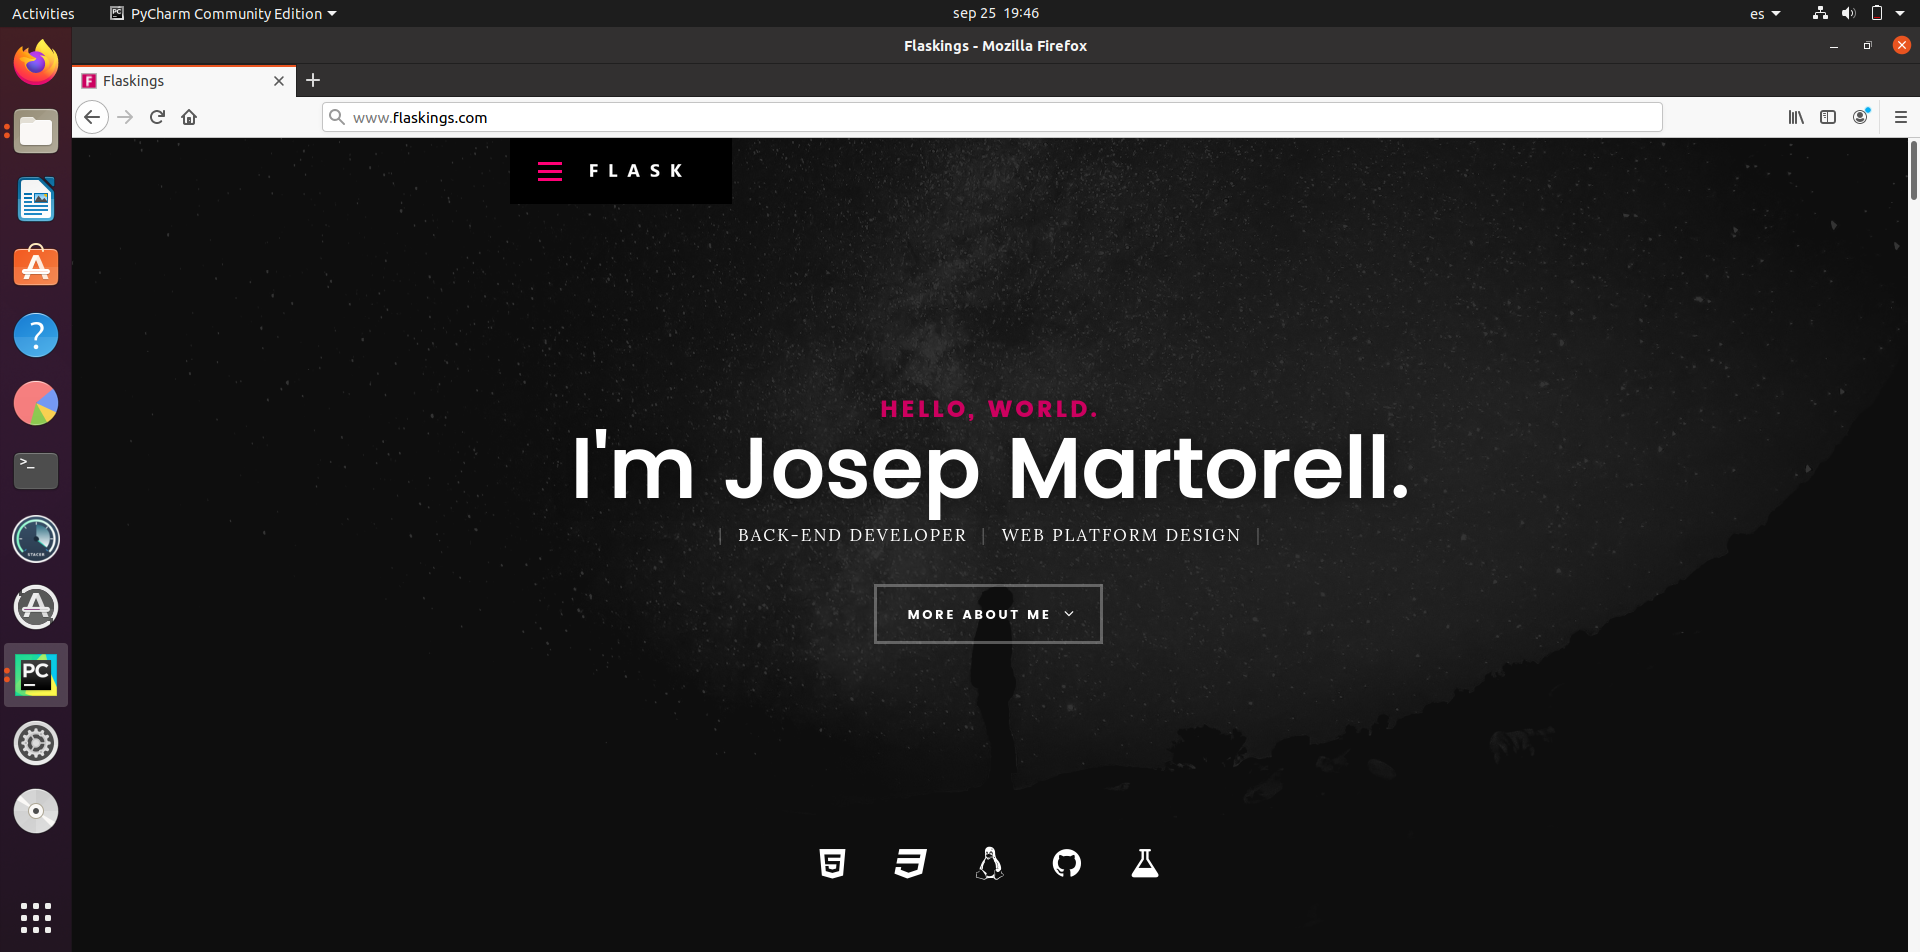 Activities
PyCharm Community Edition
sep 25 19:46
es
Flaskings - Mozilla Firefox
Flaskings
www.flaskings.com
FLASK
HELLO, WORLD.
I'm Josep Martorell.
| BACK-END DEVELOPER | WEB PLATFORM DESIGN |
MORE ABOUT ME
>_
STACER
PC